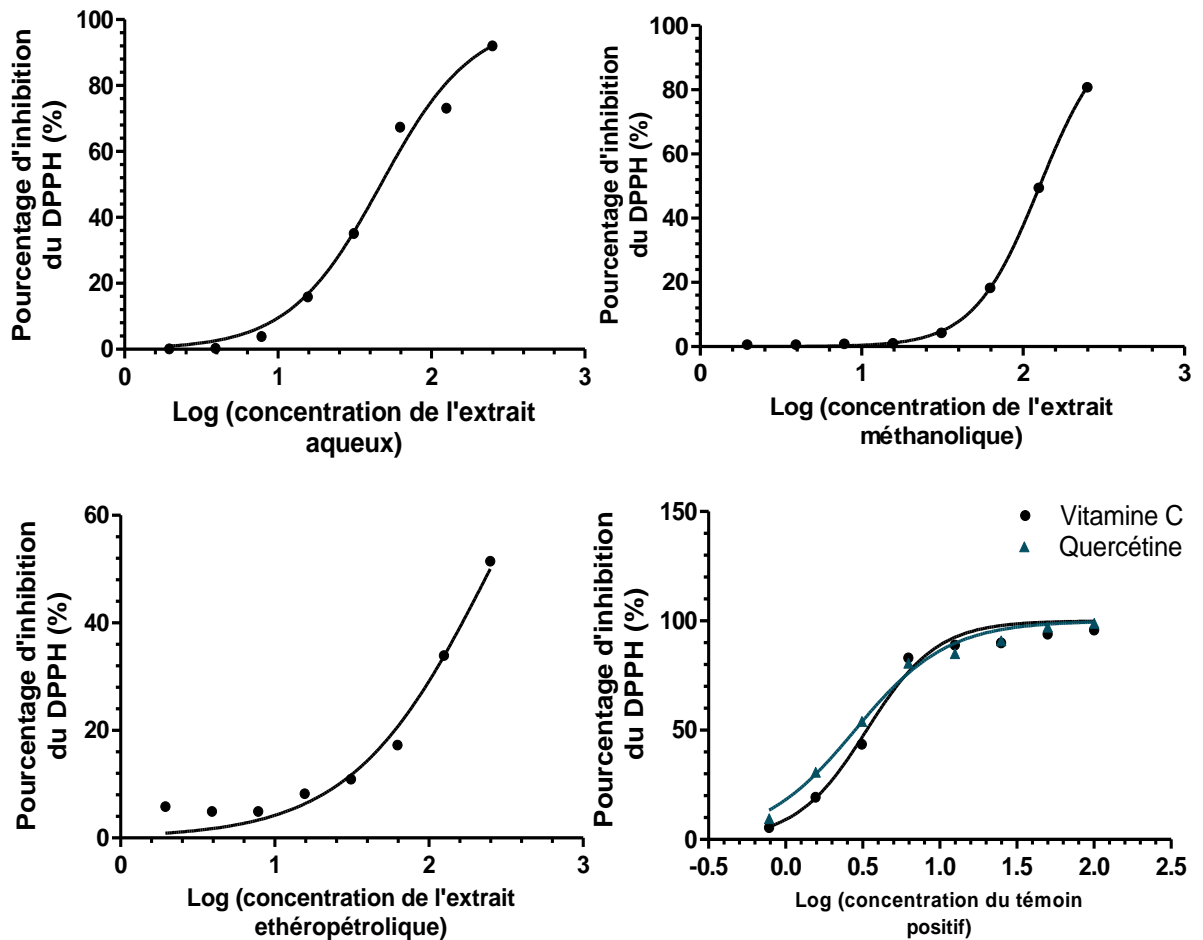 100
80
60
40
20
0
Pourcentage d'inhibition
du DPPH (%)
0 1 2 3
Log (concentration de l'extrait
aqueux)
100
80
60
40
20
0
Pourcentage d'inhibition
du DPPH (%)
0 1 2 3
Log (concentration de l'extrait
méthanolique)
60
40
20
0
Pourcentage d'inhibition
du DPPH (%)
0 1 2 3
Log (concentration de l'extrait
ethéropétrolique)
150
100
50
0
Pourcentage d'inhibition
du DPPH (%)
Vitamine C
Quercétine
-0.5 0.0 0.5 1.0 1.5 2.0 2.5
Log (concentration du témoin
positif)